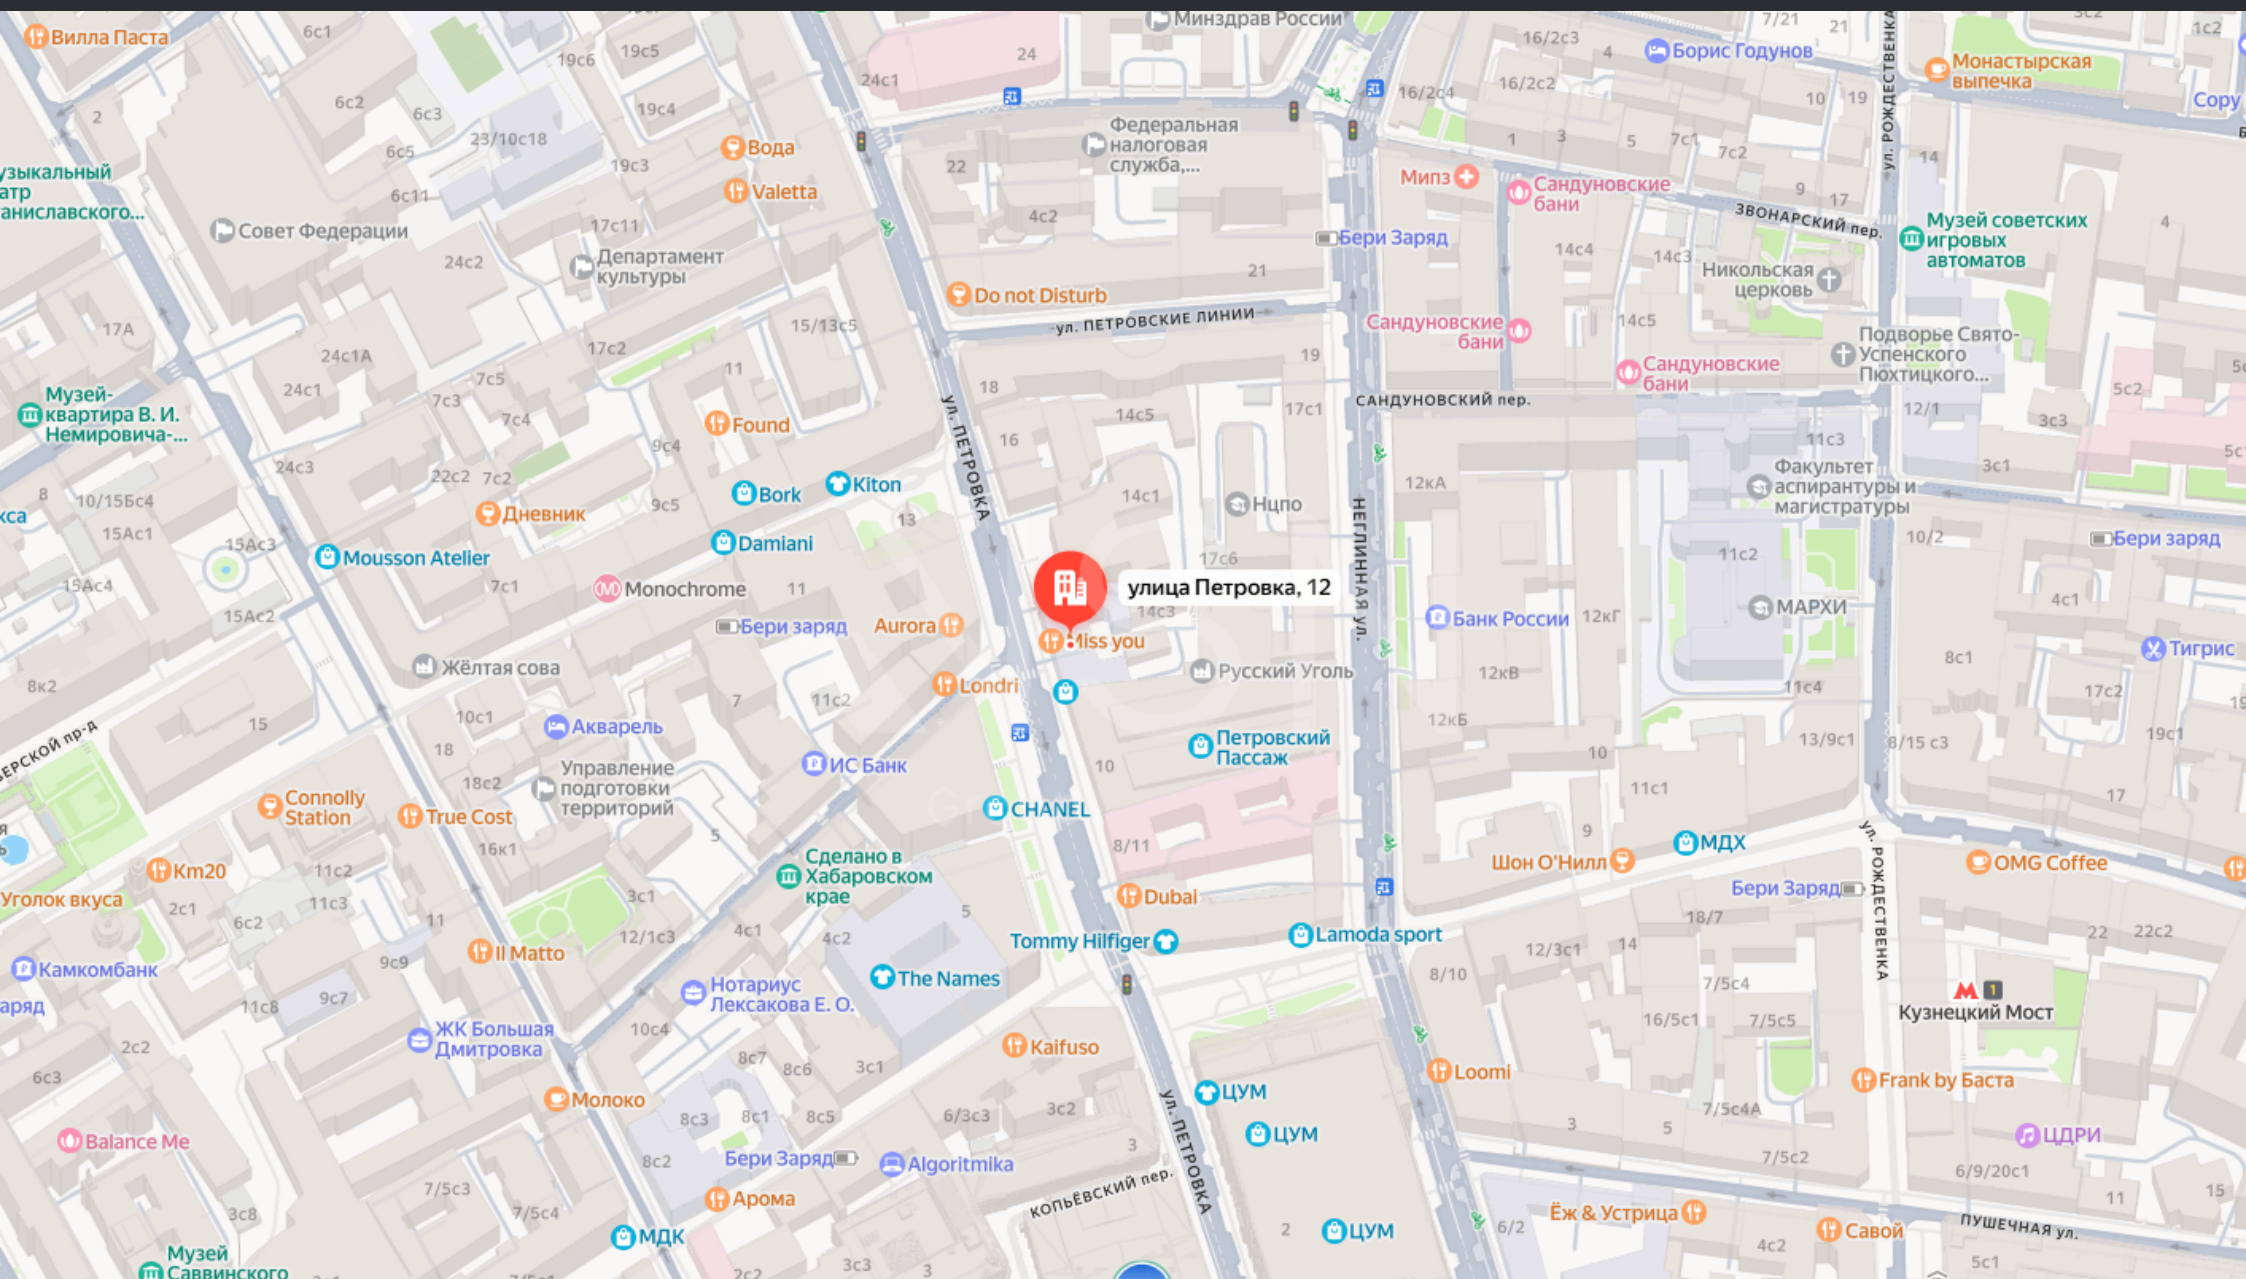 Минздрав России
7/21
21
3с2
1с2
Вилла Паста
6с1
19с5
19с6
24
24с1
16/2с3
4
Борис Годунов
ул. РОЖДЕСТВЕНКА
Монастырская
выпечка
2
6с2
6с3
19с4
16/2с4
16/2с2
10
19
Сору
6с5
23/10с18
Вода
Федеральная
налоговая
служба,...
1
3
5
7с1
7с2
14
узыкальный
атр
аниславского...
19с3
Valetta
22
Мипз
Сандуновские
бани
9
17
6с11
17с11
4с2
ЗВОНАРСКИЙ пер.
Музей советских
игровых
автоматов
4
Совет Федерации
Департамент
культуры
Бери Заряд
14с4
14с3
24с2
21
Никольская
церковь
Do not Disturb
17А
15/13с5
ул. ПЕТРОВСКИЕ ЛИНИИ
Сандуновские
бани
14с5
24с1А
17с2
19
Подворье Свято-
Успенского
Пюхтицкого...
11
24с1
7с5
18
Сандуновские
бани
5с2
Музей-
квартира В. И.
Немировича-...
7с3
7с4
Found
ул. ПЕТРОВКА
14с5
17с1
САНДУНОВСКИЙ пер.
12/1
3с3
16
9с4
11с3
24с3
22с2
7с2
Kiton
Bork
14с1
12кА
Факультет
аспирантуры и
магистратуры
3с1
8
10/15Бс4
Дневник
9с5
13
Нцпо
НЕГЛИННАЯ ул.
15Ас1
15Ас3
Damiani
10/2
Бери заряд
Mousson Atelier
17с6
11с2
15Ас4
7с1
Monochrome
11
улица Петровка, 12
4с1
15Ас2
Бери заряд
Aurora
14с3
Банк России
12кГ
МАРХИ
Miss you
Тигрис
Жёлтая сова
Londri
Русский Уголь
12кВ
8с1
8к2
7
11с2
11с4
17с2
15
10с1
Акварель
12кБ
ЕРСКОЙ пр-д
18
Петровский
Пассаж
10
13/9с1
8/15 с3
19с1
ИС Банк
10
18с2
Управление
подготовки
территорий
11с1
17
Connolly
Station
True Cost
CHANEL
5
8/11
9
МДХ
ул. РОЖДЕСТВЕНКА
16к1
Сделано в
Хабаровском
крае
Шон О'Нилл
OMG Coffee
Km20
11с2
Уголок вкуса
3с1
Dubai
Бери Заряд
2с1
11с3
6с2
11
12/1с3
4с1
4с2
5
18/7
Tommy Hilfiger
Lamoda sport
12/3с1
14
22
22с2
Il Matto
9с9
8/10
Камкомбанк
The Names
7/5с4
аряд
11с8
9с7
Нотариус
Лексакова Е. О.
1
Кузнецкий Мост
ЖК Большая
Дмитровка
10с4
16/5с1
7/5с5
2с2
8с7
8с6
3с1
Kaifuso
6с3
Loomi
Frank by Баста
Молоко
ЦУМ
8с3
8с1
8с5
6/3с3
3с2
7/5с4А
Balance Me
ул. ПЕТРОВКА
ЦУМ
3
3
5
ЦДРИ
8с2
Бери Заряд
Algoritmika
7/5с2
6/9/20с1
7/5с3
Арома
КОПЬЁВСКИЙ пер.
11
15
3с8
7/5с4
МДК
2
ЦУМ
6/2
Ёж & Устрица
Савой
ПУШЕЧНАЯ ул.
Музей
Саввинского
2с2
3с3
3
4с2
5с1